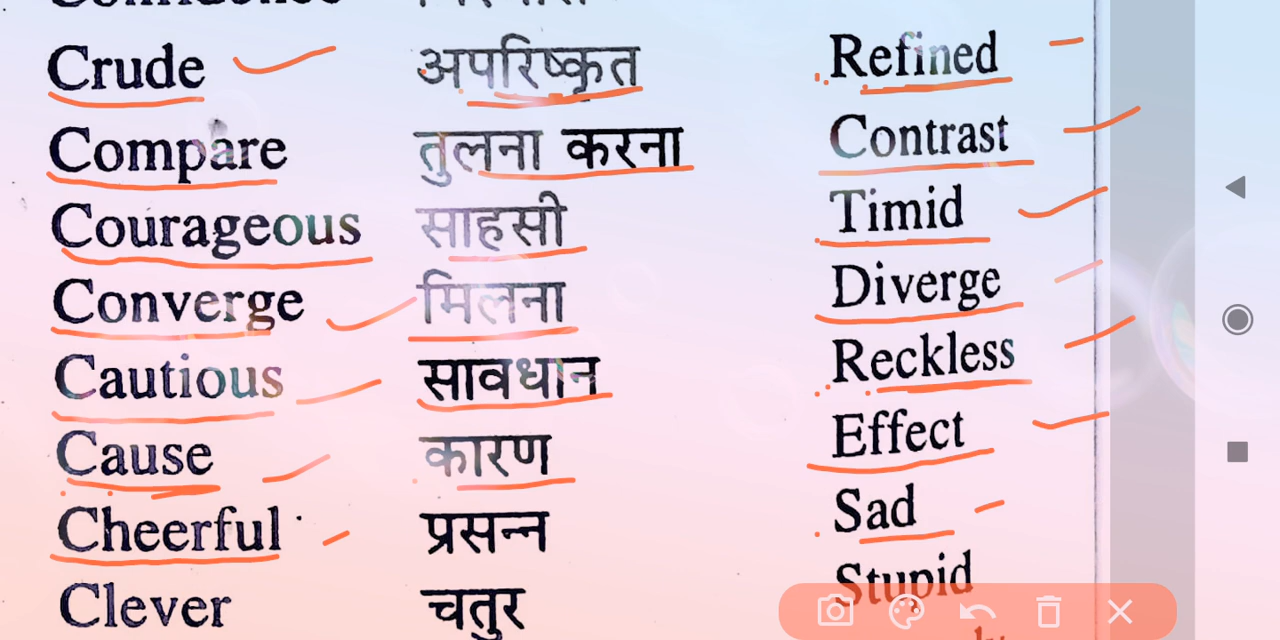 Crude अपरिष्कृत Refined
Compare तुलना करना Contrast
Courageous साहसी Timid
Converge मिलना Diverge
Cautious सावधान Reckless
Cause कारण Effect
Cheerful प्रसन्न Sad
Clever चतुर Stupid